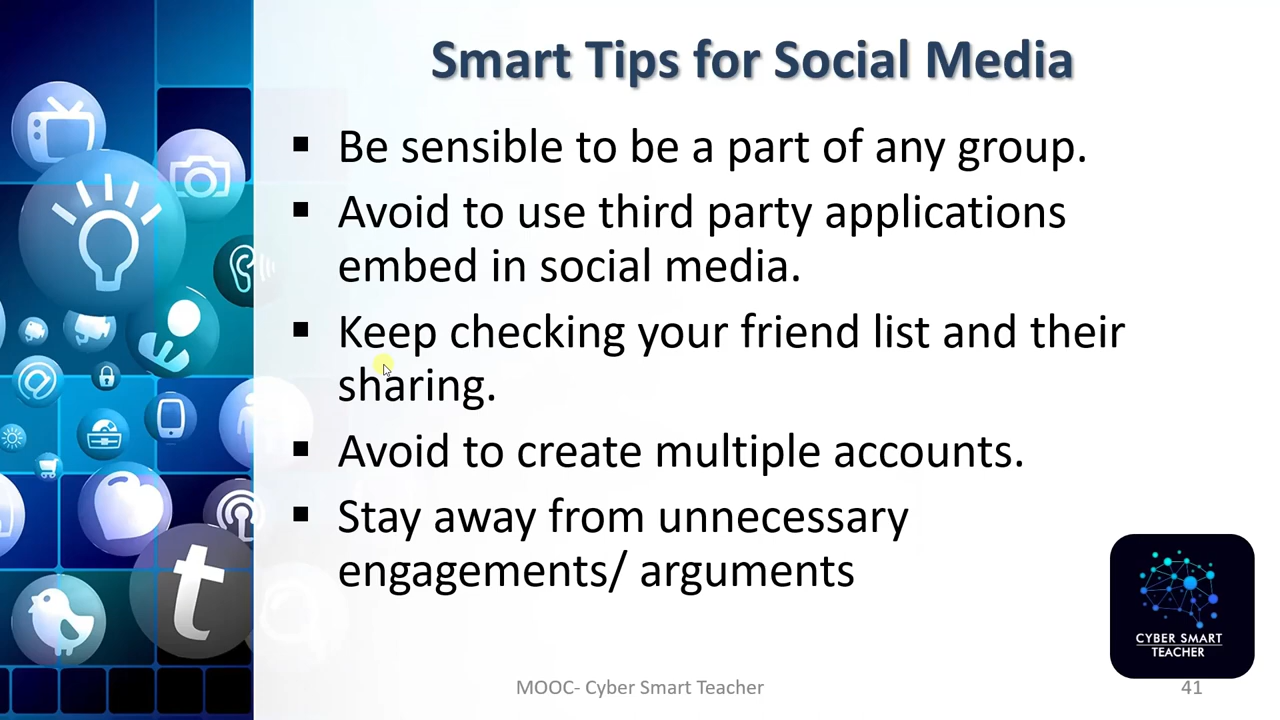 Smart Tips for Social Media
▪ Be sensible to be a part of any group.
▪ Avoid to use third party applications
embed in social media.
▪ Keep checking your friend list and their
sharing.
▪ Avoid to create multiple accounts.
▪ Stay away from unnecessary
engagements/ arguments
t
CYBER SMART
TEACHER
MOOC- Cyber Smart Teacher
41